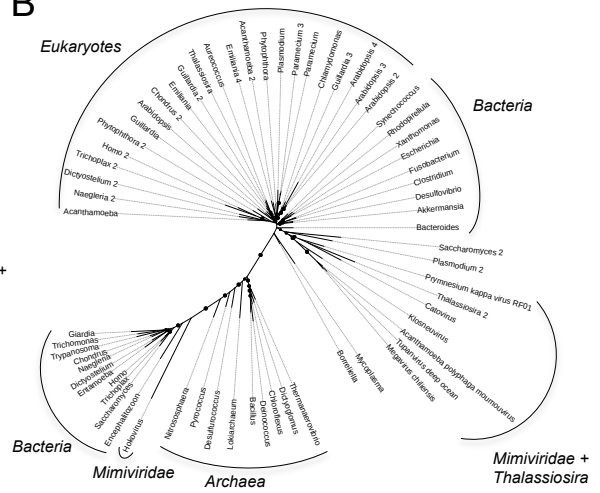 B
Eukaryotes
Acanthamoeba
Naegleria 2
Dictyostelium 2
Trichoplax 2
Homo 2
Phytophthora 2
Guillardia
Arabidopsis
Chondrus 2
Emiliania
Guillardia 2
Thalassiosira
Aureococcus
Emiliania 4
Acanthamoeba 2
Phytophthora
Plasmodium
Paramecium 3
Paramecium
Chlamydomonas
Guillardia 3
Arabidopsis 4
Arabidopsis 3
Arabidopsis 2
Synechococcus
Rhodopirellula
Xanthomonas
Escherichia
Fusobacterium
Clostridium
Desulfovibrio
Akkermansia
Bacteroides
Bacteria
Saccharomyces 2
Plasmodium 2
Prymnesium kappa virus RF01
Thalassiosira 2
Catovirus
Klosneuvirus
Acanthamoeba polyphaga moumouvirus
Tupanvirus deep ocean
Megavirus chiliensis
Mimiviridae +
Thalassiosira
Mycoplasma
Borreliella
Thermanaerovibrio
Dictyoglomus
Chloroflexus
Deinococcus
Bacillus
Lokiarchaeum
Desulfurococcus
Pyrococcus
Nitrososphaera
Archaea
Hokovirus
Mimiviridae
Encephalitozoon
Saccharomyces
Trichoplax
Homo
Entamoeba
Dictyostelium
Naegleria
Chondrus
Trypanosoma
Trichomonas
Giardia
Bacteria
+